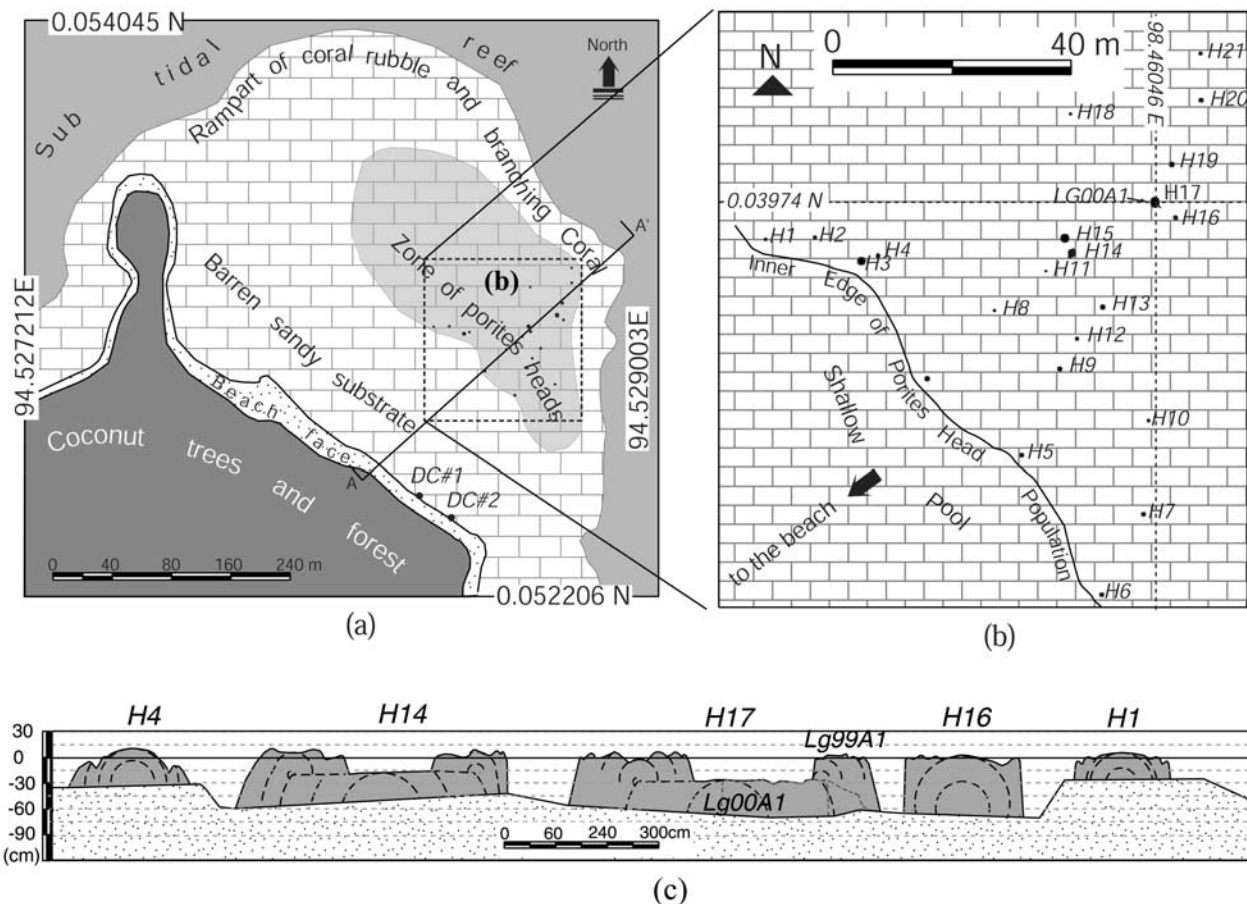 0.054045 N
Sub tidal reef
North
Rampart of coral rubble and branching Coral
A'
Zone of porites heads
(b)
Barren sandy substrate
94.527212E
94.529003E
Beach face
Coconut trees and forest
A
DC#1
DC#2
0 40 80 160 240 m
0.052206 N
(a)
0 40 m
N
98.46046 E
H21
H20
H18
H19
0.03974 N
LG00A1
H17
H16
H1
H2
H15
H4
H14
H3
H11
Inner Edge of Porites Head Population
H8
H13
H12
H9
Shallow Pool
H10
H5
to the beach
H7
H6
(b)
H4 H14 H17 H16 H1
Lg99A1
Lg00A1
30
0
-30
-60
-90
(cm)
0 60 240 300cm
(c)